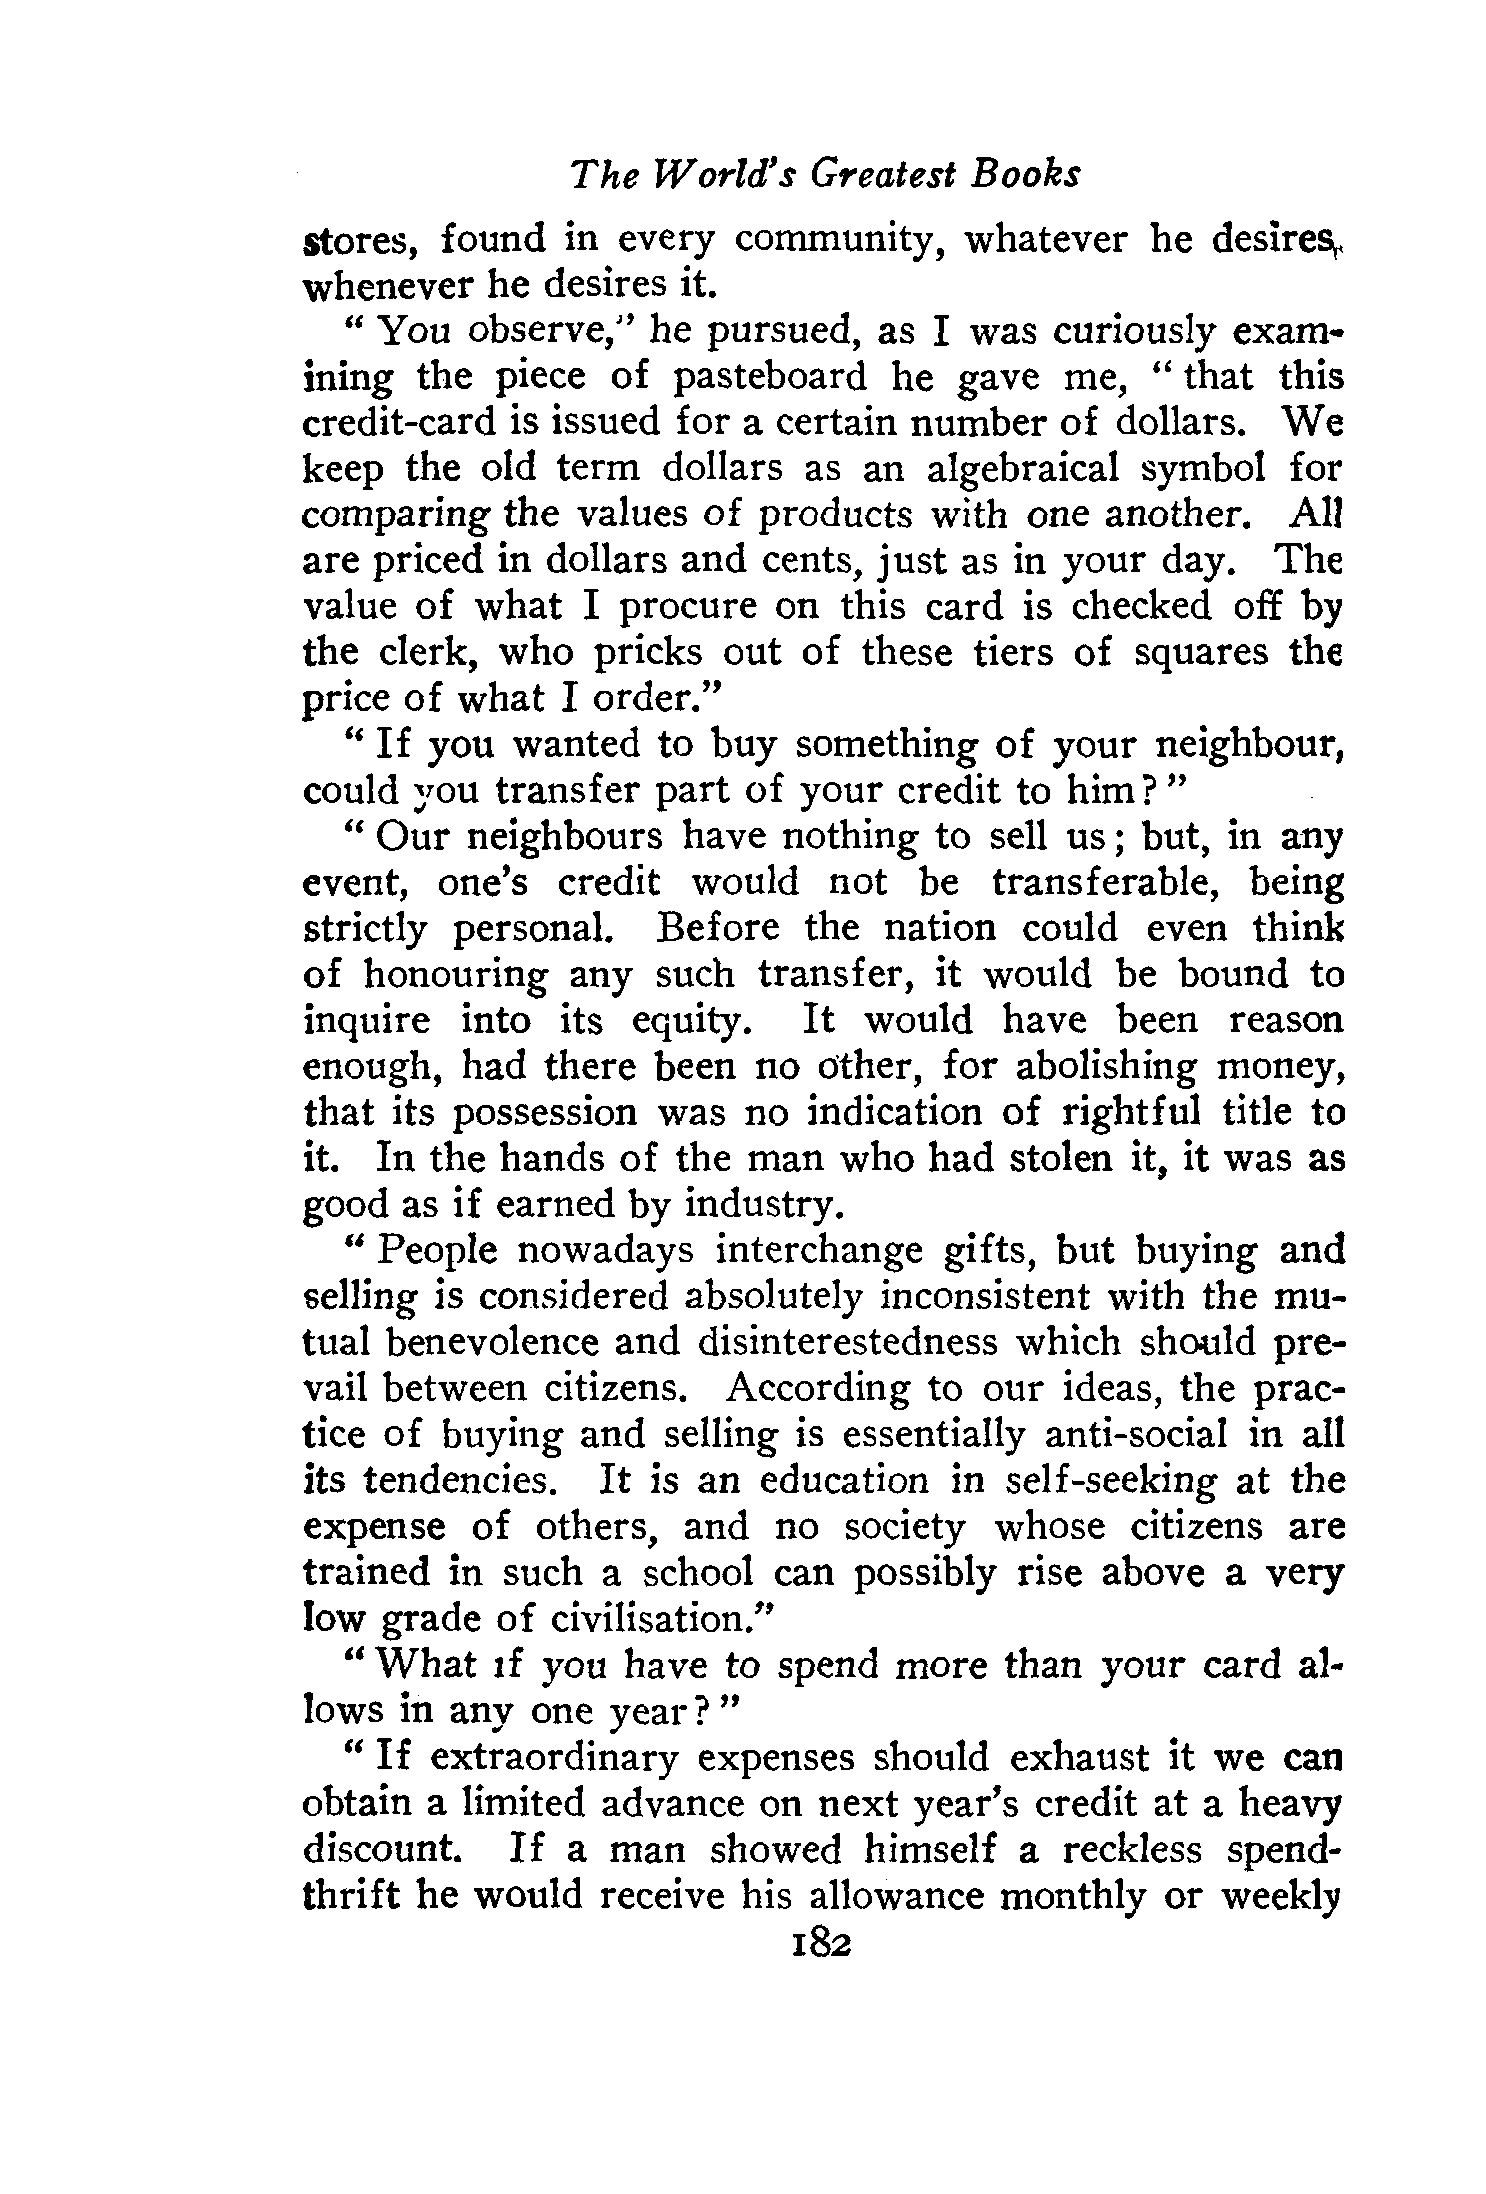 The World's Greatest Books
stores, found in every community, whatever he desires,
whenever he desires it.
" You observe," he pursued, as I was curiously exam-
ining the piece of pasteboard he gave me, " that this
credit-card is issued for a certain number of dollars. We
keep the old term dollars as an algebraical symbol for
comparing the values of products with one another. All
are priced in dollars and cents, just as in your day. The
value of what I procure on this card is checked off by
the clerk, who pricks out of these tiers of squares the
price of what I order."
" If you wanted to buy something of your neighbour,
could you transfer part of your credit to him? "
" Our neighbours have nothing to sell us; but, in any
event, one's credit would not be transferable, being
strictly personal. Before the nation could even think
of honouring any such transfer, it would be bound to
inquire into its equity. It would have been reason
enough, had there been no other, for abolishing money,
that its possession was no indication of rightful title to
it. In the hands of the man who had stolen it, it was as
good as if earned by industry.
" People nowadays interchange gifts, but buying and
selling is considered absolutely inconsistent with the mu-
tual benevolence and disinterestedness which should pre-
vail between citizens. According to our ideas, the prac-
tice of buying and selling is essentially anti-social in all
its tendencies. It is an education in self-seeking at the
expense of others, and no society whose citizens are
trained in such a school can possibly rise above a very
low grade of civilisation."
" What if you have to spend more than your card al-
lows in any one year? "
" If extraordinary expenses should exhaust it we can
obtain a limited advance on next year's credit at a heavy
discount. If a man showed himself a reckless spend-
thrift he would receive his allowance monthly or weekly
182